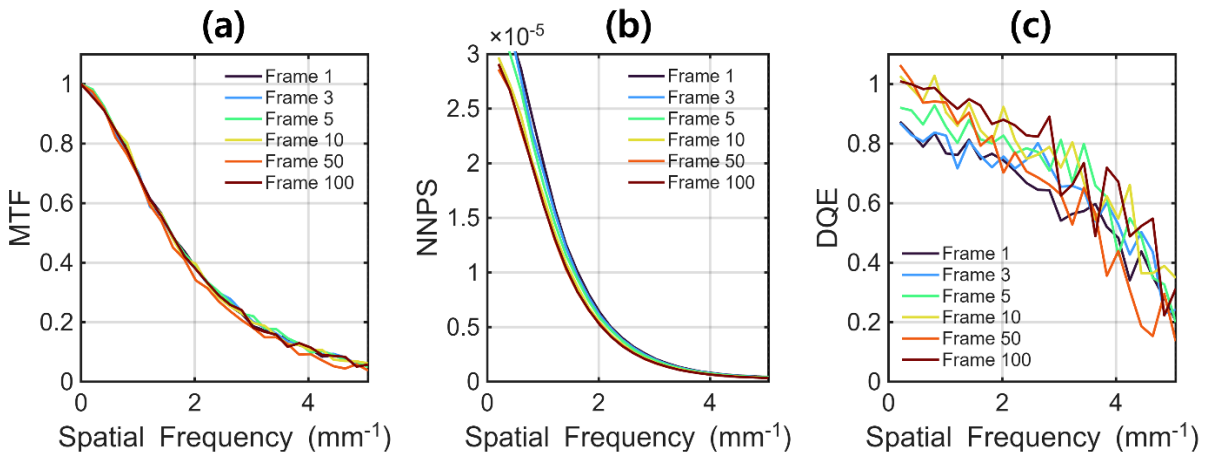 (a)
1
0.8
0.6
0.4
0.2
0
0
2
4
MTF
Spatial Frequency (mm⁻¹)
Frame 1
Frame 3
Frame 5
Frame 10
Frame 50
Frame 100
(b)
×10⁻⁵
3
2.5
2
1.5
1
0.5
0
0
2
4
NNPS
Spatial Frequency (mm⁻¹)
Frame 1
Frame 3
Frame 5
Frame 10
Frame 50
Frame 100
(c)
1
0.8
0.6
0.4
0.2
0
0
2
4
DQE
Spatial Frequency (mm⁻¹)
Frame 1
Frame 3
Frame 5
Frame 10
Frame 50
Frame 100